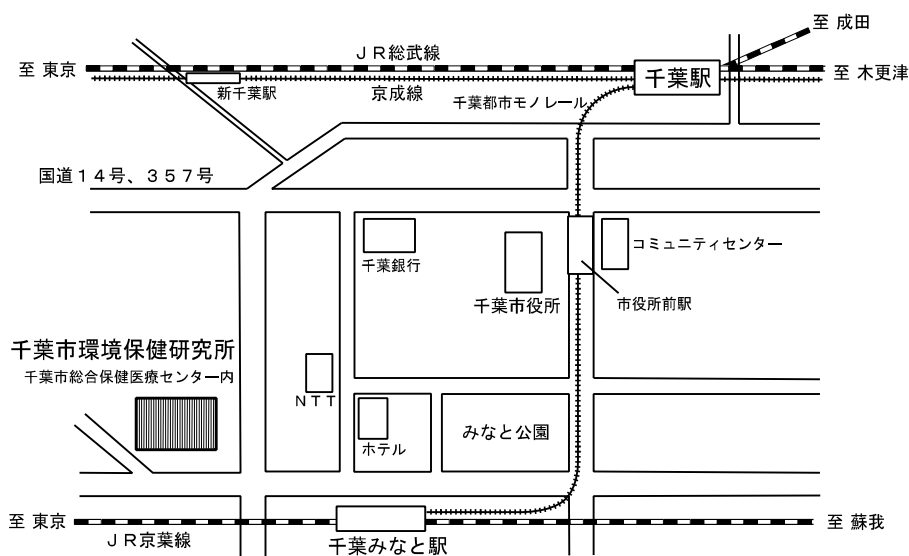 至 成田
ＪＲ総武線
至 東京
千葉駅
至 木更津
新千葉駅
京成線
千葉都市モノレール
国道１４号、３５７号
コミュニティセンター
千葉銀行
千葉市役所
市役所前駅
千葉市環境保健研究所
千葉市総合保健医療センター内
ＮＴＴ
みなと公園
ホテル
至 東京
至 蘇我
ＪＲ京葉線
千葉みなと駅